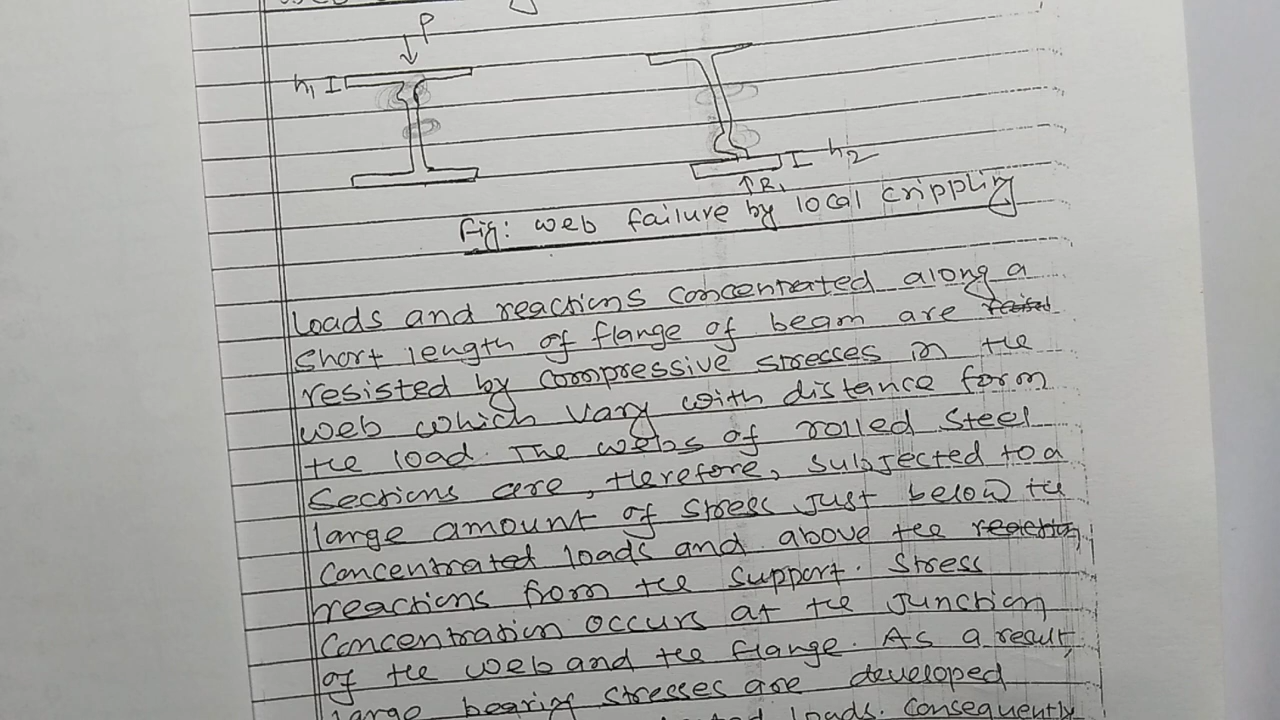 P
h1
h2
R1
Fig: web failure by local crippling
Loads and reactions concentrated along a
short length of flange of beam are
resisted by compressive stresses in the
web which vary with distance form
the load. The webs of rolled steel
sections are, therefore, subjected to a
large amount of stress just below the
concentrated loads and above the
reactions from the support. Stress
concentration occurs at the junction
of the web and the flange. As a result,
large bearing stresses are developed
loads. Consequently